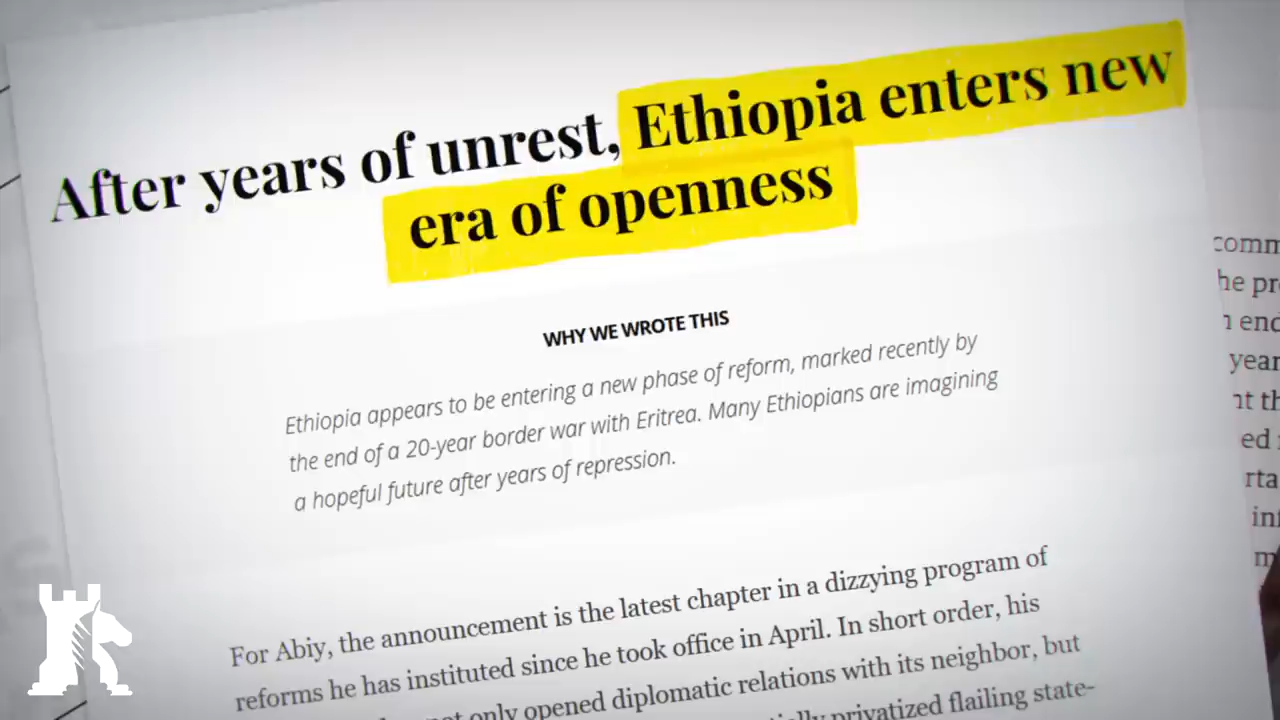 After years of unrest, Ethiopia enters new
era of openness
WHY WE WROTE THIS
Ethiopia appears to be entering a new phase of reform, marked recently by
the end of a 20-year border war with Eritrea. Many Ethiopians are imagining
a hopeful future after years of repression.
For Abiy, the announcement is the latest chapter in a dizzying program of
reforms he has instituted since he took office in April. In short order, his
only opened diplomatic relations with its neighbor, but
privatized flailing state-